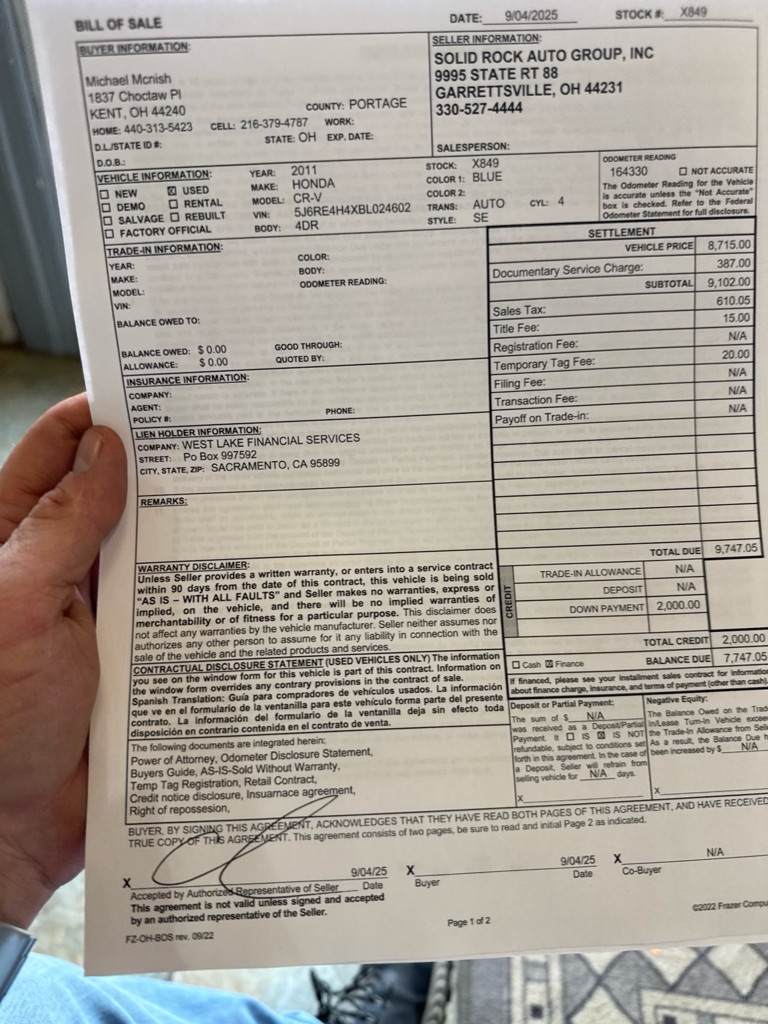 BILL OF SALE
DATE: 9/04/2025 STOCK #: X849
BUYER INFORMATION:
Michael Mcnish
1837 Choctaw Pl
KENT, OH 44240 COUNTY: PORTAGE
HOME: 440-313-5423 CELL: 216-379-4787 WORK:
D.L/STATE ID #: STATE: OH EXP. DATE:
D.O.B.:
SELLER INFORMATION:
SOLID ROCK AUTO GROUP, INC
9995 STATE RT 88
GARRETTSVILLE, OH 44231
330-527-4444
SALESPERSON:
VEHICLE INFORMATION:
☐ NEW ☒ USED
☐ DEMO ☐ RENTAL
☐ SALVAGE ☐ REBUILT
☐ FACTORY OFFICIAL
YEAR: 2011
MAKE: HONDA
MODEL: CR-V
VIN: 5J6RE4H4XBL024602
BODY: 4DR
STOCK: X849
COLOR 1: BLUE
COLOR 2:
TRANS: AUTO CYL: 4
STYLE: SE
ODOMETER READING
164330 ☐ NOT ACCURATE
The Odometer Reading for the Vehicle
is accurate unless the "Not Accurate"
box is checked. Refer to the Federal
Odometer Statement for full disclosure.
TRADE-IN INFORMATION:
YEAR: COLOR:
MAKE: BODY:
MODEL: ODOMETER READING:
VIN:
BALANCE OWED TO:
BALANCE OWED: $ 0.00 GOOD THROUGH:
ALLOWANCE: $ 0.00 QUOTED BY:
INSURANCE INFORMATION:
COMPANY:
AGENT:
POLICY #: PHONE:
LIEN HOLDER INFORMATION:
COMPANY: WEST LAKE FINANCIAL SERVICES
STREET: Po Box 997592
CITY, STATE, ZIP: SACRAMENTO, CA 95899
REMARKS:
SETTLEMENT
VEHICLE PRICE 8,715.00
Documentary Service Charge: 387.00
SUBTOTAL 9,102.00
Sales Tax: 610.05
Title Fee: 15.00
Registration Fee: N/A
Temporary Tag Fee: 20.00
Filing Fee: N/A
Transaction Fee: N/A
Payoff on Trade-in: N/A
TOTAL DUE 9,747.05
CREDIT
TRADE-IN ALLOWANCE N/A
DEPOSIT N/A
DOWN PAYMENT 2,000.00
TOTAL CREDIT 2,000.00
☐ Cash ☒ Finance BALANCE DUE 7,747.05
If financed, please see your installment sales contract for information
about finance charge, insurance, and terms of payment (other than cash).
WARRANTY DISCLAIMER:
Unless Seller provides a written warranty, or enters into a service contract
within 90 days from the date of this contract, this vehicle is being sold
"AS IS – WITH ALL FAULTS" and Seller makes no warranties, express or
implied, on the vehicle, and there will be no implied warranties of
merchantability or of fitness for a particular purpose. This disclaimer does
not affect any warranties by the vehicle manufacturer. Seller neither assumes nor
authorizes any other person to assume for it any liability in connection with the
sale of the vehicle and the related products and services.
CONTRACTUAL DISCLOSURE STATEMENT (USED VEHICLES ONLY) The information
you see on the window form for this vehicle is part of this contract. Information on
the window form overrides any contrary provisions in the contract of sale.
Spanish Translation: Guía para compradores de vehículos usados. La información
que ve en el formulario de la ventanilla para este vehículo forma parte del presente
contrato. La información del formulario de la ventanilla deja sin efecto toda
disposición en contrario contenida en el contrato de venta.
The following documents are integrated herein:
Power of Attorney, Odometer Disclosure Statement,
Buyers Guide, AS-IS-Sold Without Warranty,
Temp Tag Registration, Retail Contract,
Credit notice disclosure, Insuarnace agreement,
Right of repossesion,
Deposit or Partial Payment:
The sum of $ N/A
was received as a Deposit/Partial
Payment. It ☐ IS ☒ IS NOT
refundable, subject to conditions set
forth in this agreement. In the case of
a Deposit, Seller will refrain from
selling vehicle for N/A days.
X
Negative Equity:
The Balance Owed on the Trad
In/Lease Turn-in Vehicle excee
the Trade-In Allowance from Sell
As a result, the Balance Due h
been increased by $ N/A
X
BUYER, BY SIGNING THIS AGREEMENT, ACKNOWLEDGES THAT THEY HAVE READ BOTH PAGES OF THIS AGREEMENT, AND HAVE RECEIVED
TRUE COPY OF THIS AGREEMENT. This agreement consists of two pages, be sure to read and initial Page 2 as indicated.
X 9/04/25 X 9/04/25 X N/A
Accepted by Authorized Representative of Seller Date Buyer Date Co-Buyer
This agreement is not valid unless signed and accepted
by an authorized representative of the Seller.
FZ-OH-BOS rev. 09/22 Page 1 of 2 ©2022 Frazer Compu